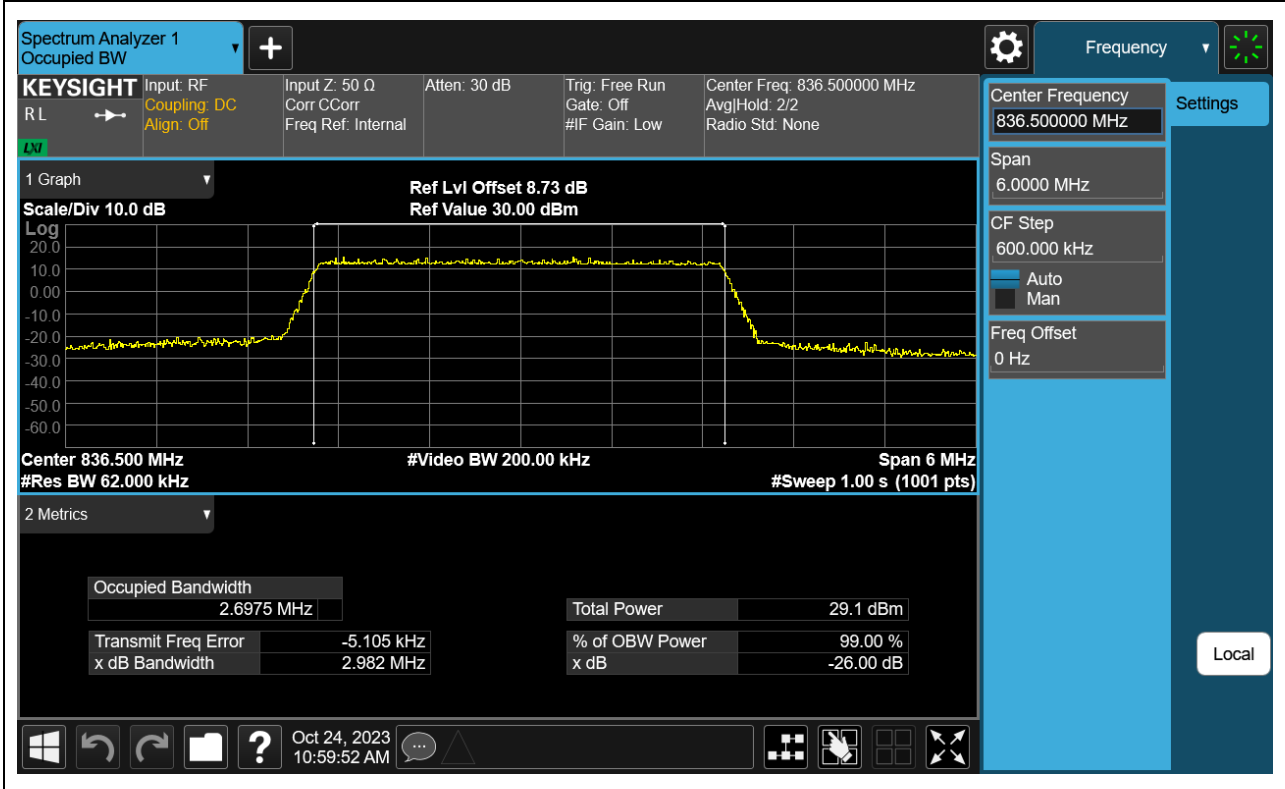 Spectrum Analyzer 1
Occupied BW
Frequency
KEYSIGHT
R L
LXI
Input: RF
Coupling: DC
Align: Off
Input Z: 50 Ω
Corr CCorr
Freq Ref: Internal
Atten: 30 dB
Trig: Free Run
Gate: Off
#IF Gain: Low
Center Freq: 836.500000 MHz
Avg|Hold: 2/2
Radio Std: None
Center Frequency
836.500000 MHz
Settings
Span
6.0000 MHz
CF Step
600.000 kHz
Auto
Man
Freq Offset
0 Hz
Local
1 Graph
Scale/Div 10.0 dB
Ref Lvl Offset 8.73 dB
Ref Value 30.00 dBm
Log
20.0
10.0
0.00
-10.0
-20.0
-30.0
-40.0
-50.0
-60.0
Center 836.500 MHz
#Video BW 200.00 kHz
Span 6 MHz
#Res BW 62.000 kHz
#Sweep 1.00 s (1001 pts)
2 Metrics
Occupied Bandwidth
2.6975 MHz
Total Power 29.1 dBm
Transmit Freq Error -5.105 kHz
% of OBW Power 99.00 %
x dB Bandwidth 2.982 MHz
x dB -26.00 dB
Oct 24, 2023
10:59:52 AM